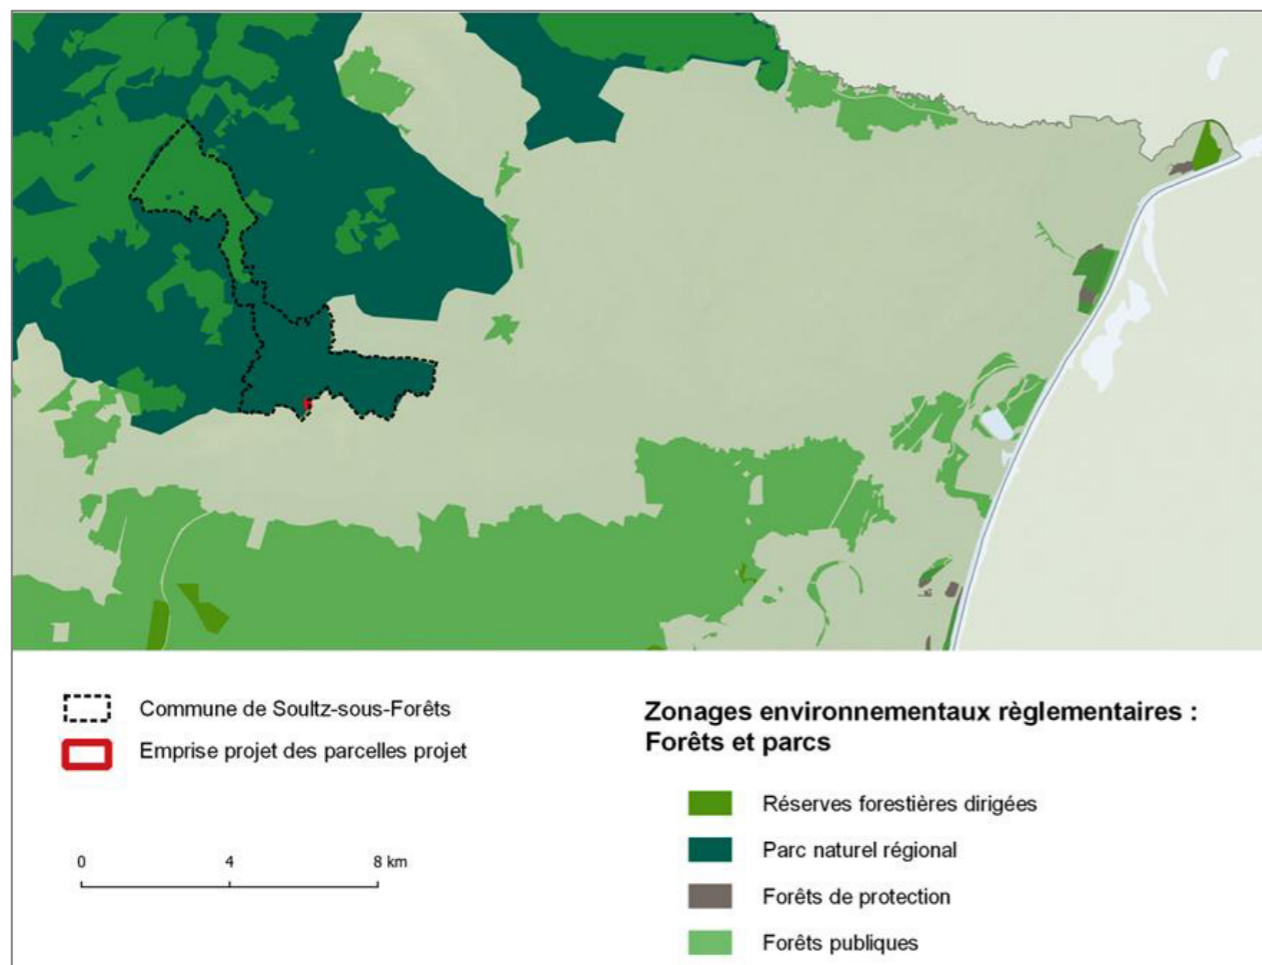 Commune de Soultz-sous-Forêts
Emprise projet des parcelles projet
0 4 8 km
Zonages environnementaux règlementaires :
Forêts et parcs
Réserves forestières dirigées
Parc naturel régional
Forêts de protection
Forêts publiques